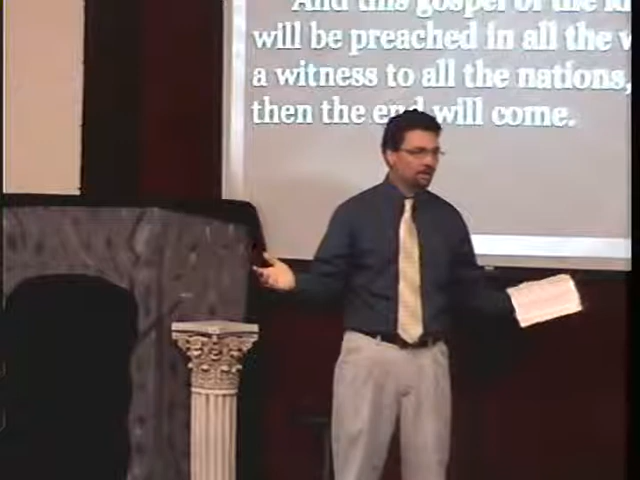 And this gospel of the
will be preached in all the
a witness to all the nations,
then the end will come.